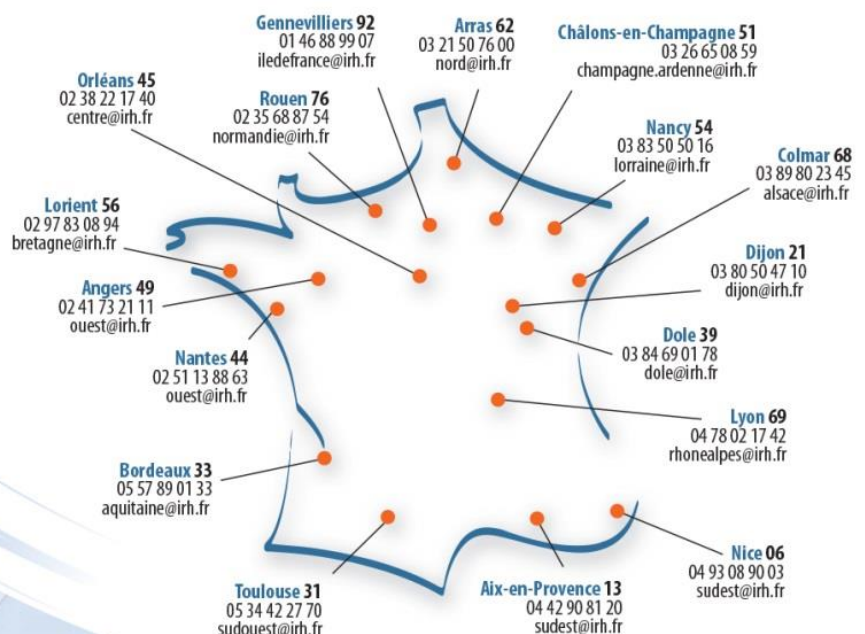 Gennevilliers 92
01 46 88 99 07
iledefrance@irh.fr
Arras 62
03 21 50 76 00
nord@irh.fr
Châlons-en-Champagne 51
03 26 65 08 59
champagne.ardenne@irh.fr
Orléans 45
02 38 22 17 40
centre@irh.fr
Rouen 76
02 35 68 87 54
normandie@irh.fr
Nancy 54
03 83 50 50 16
lorraine@irh.fr
Colmar 68
03 89 80 23 45
alsace@irh.fr
Lorient 56
02 97 83 08 94
bretagne@irh.fr
Dijon 21
03 80 50 47 10
dijon@irh.fr
Angers 49
02 41 73 21 11
ouest@irh.fr
Dole 39
03 84 69 01 78
dole@irh.fr
Nantes 44
02 51 13 88 63
ouest@irh.fr
Lyon 69
04 78 02 17 42
rhonealpes@irh.fr
Bordeaux 33
05 57 89 01 33
aquitaine@irh.fr
Nice 06
04 93 08 90 03
sudest@irh.fr
Toulouse 31
05 34 42 27 70
sudouest@irh.fr
Aix-en-Provence 13
04 42 90 81 20
sudest@irh.fr